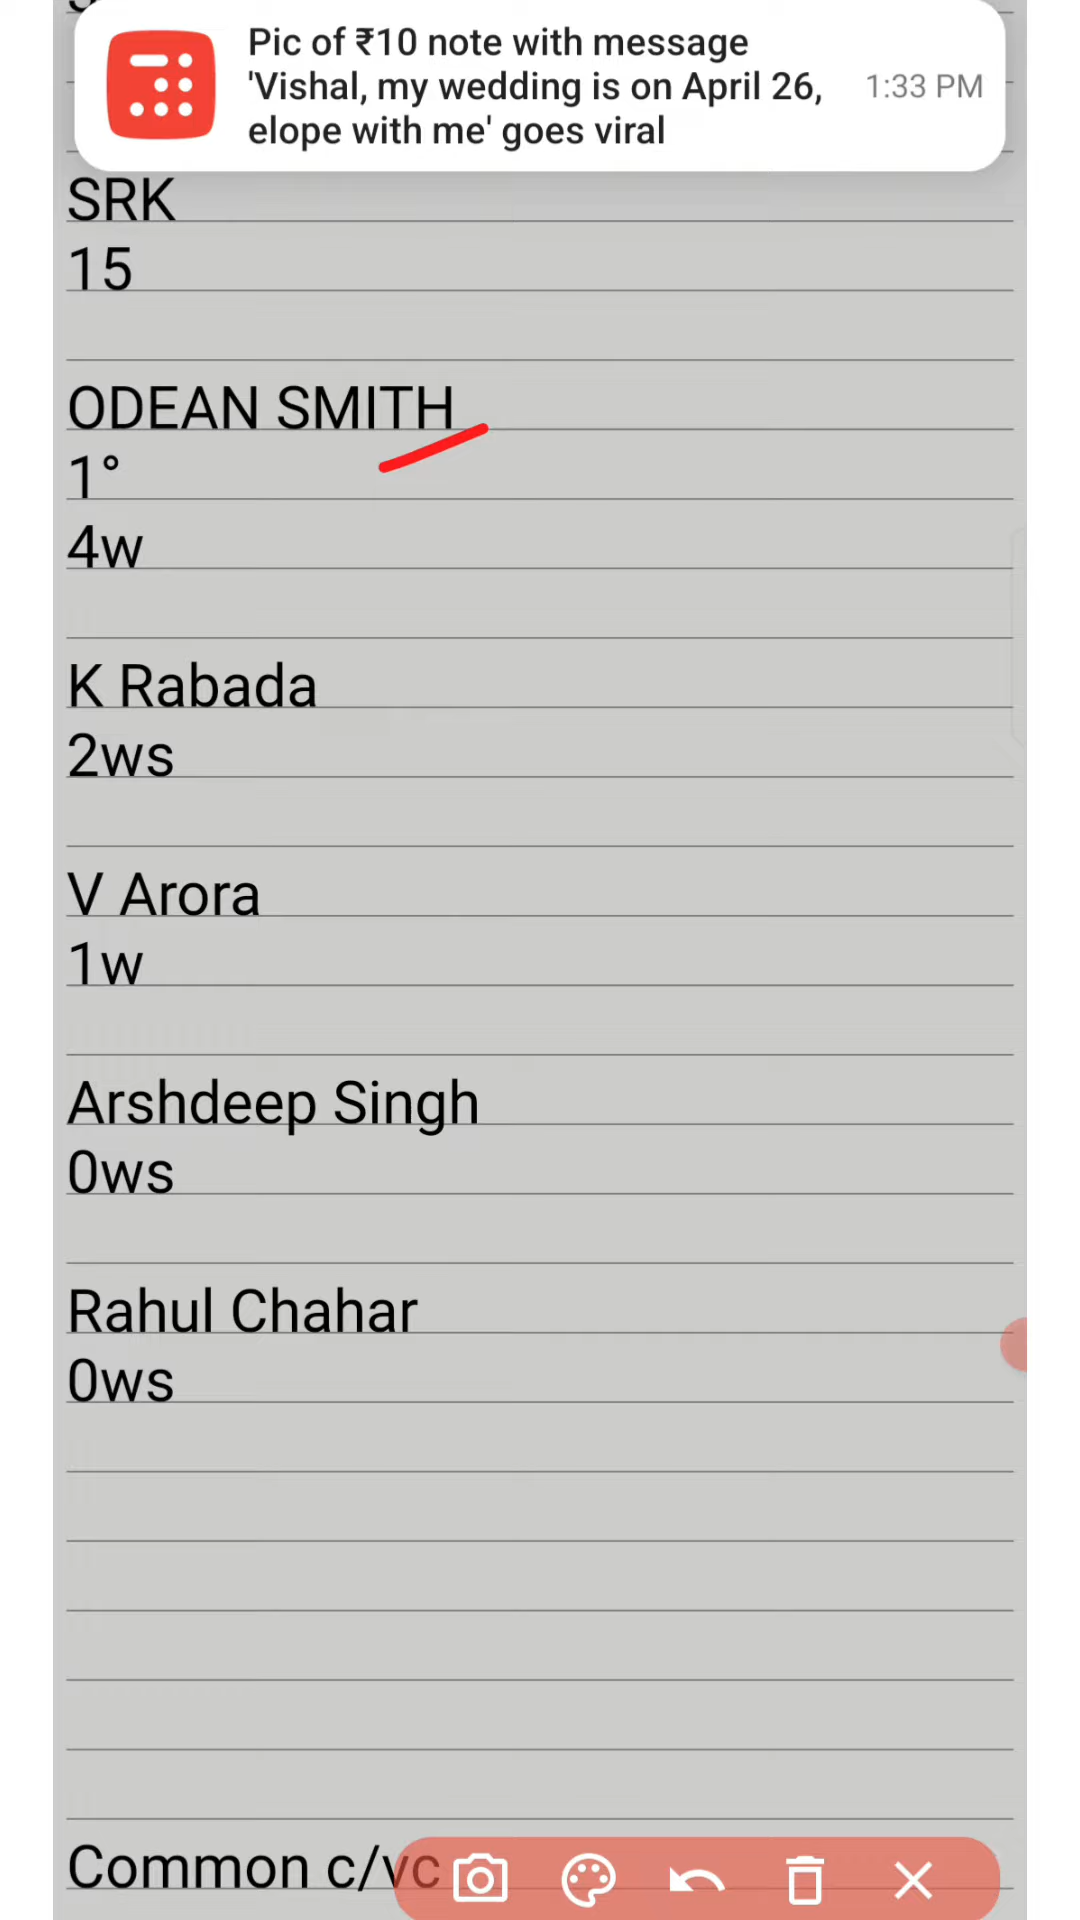 Pic of ₹10 note with message
'Vishal, my wedding is on April 26,
elope with me' goes viral
1:33 PM
SRK
15
ODEAN SMITH
1°
4w
K Rabada
2ws
V Arora
1w
Arshdeep Singh
0ws
Rahul Chahar
0ws
Common c/vc